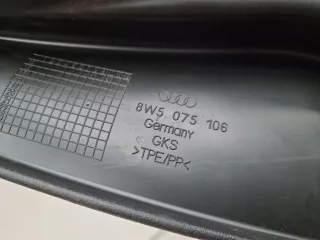 8W5 075 106
Germany
GKS
>TPE/PP<